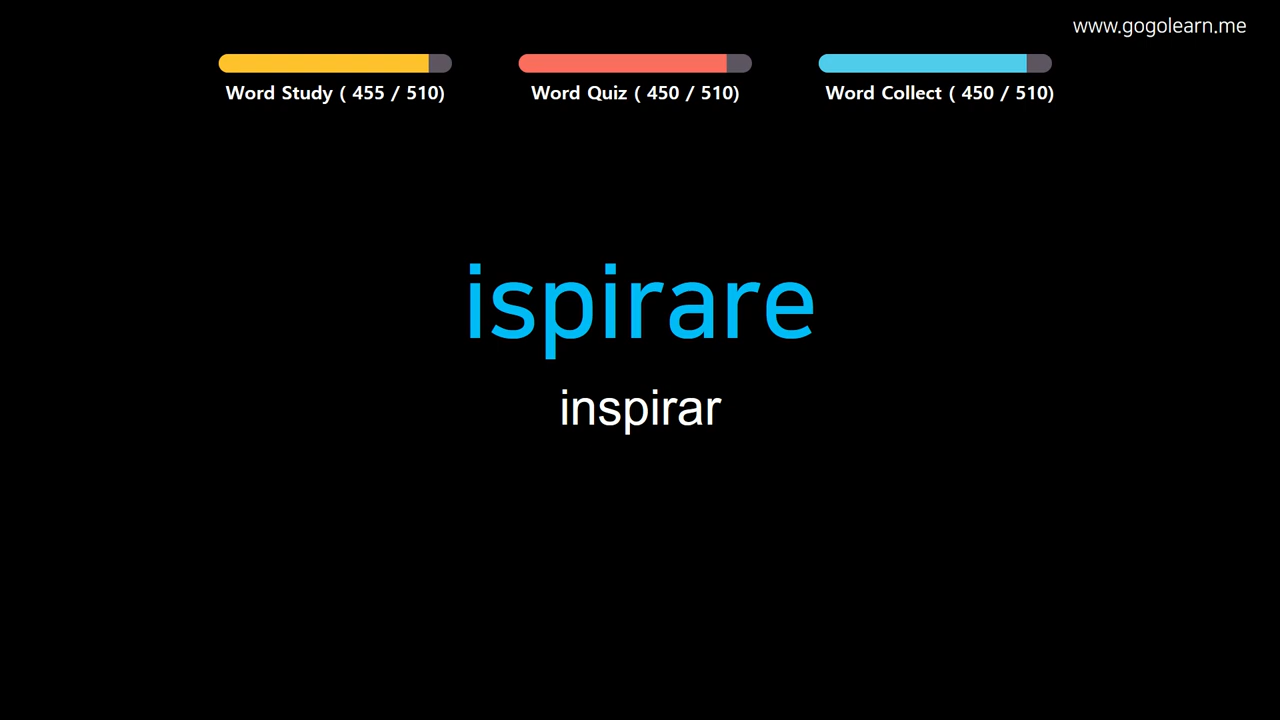 www.gogolearn.me
Word Study ( 455 / 510)
Word Quiz ( 450 / 510)
Word Collect ( 450 / 510)
ispirare
inspirar